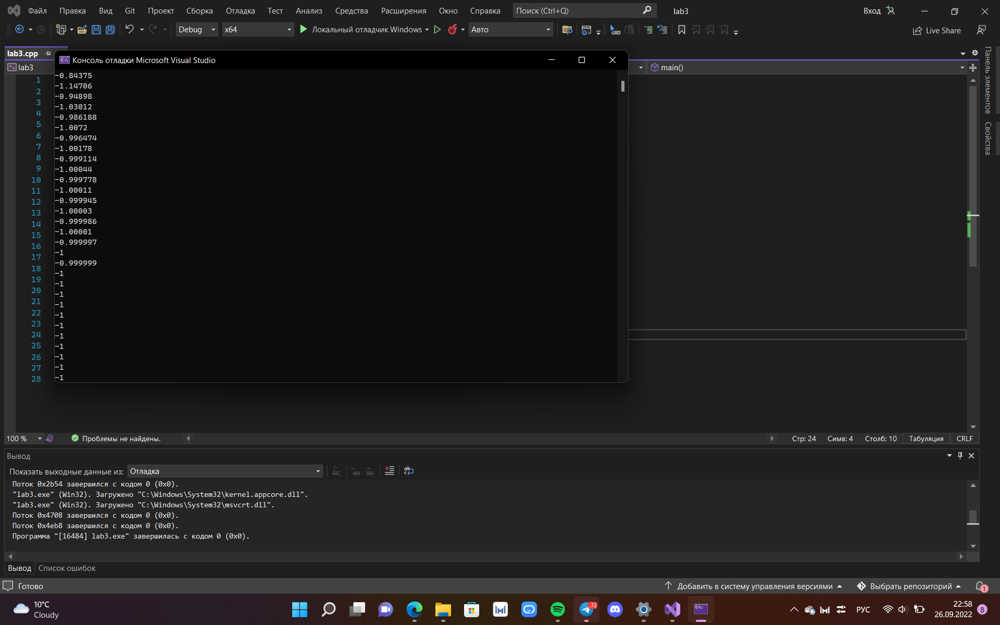 Файл Правка Вид Git Проект Сборка Отладка Тест Анализ Средства Расширения Окно Справка Поиск (Ctrl+Q) lab3 Вход
Debug x64 Локальный отладчик Windows Авто Live Share
lab3.cpp
Консоль отладки Microsoft Visual Studio
lab3 main()
Панель элементов
Свойства
1
2
3
4
5
6
7
8
9
10
11
12
13
14
15
16
17
18
19
20
21
22
23
24
25
26
27
28
-0.84375
-1.14706
-0.94898
-1.03012
-0.986188
-1.0072
-0.996474
-1.00178
-0.999114
-1.00044
-0.999778
-1.00011
-0.999945
-1.00003
-0.999986
-1.00001
-0.999997
-1
-0.999999
-1
-1
-1
-1
-1
-1
-1
-1
-1
-1
-1
100 % Проблемы не найдены. Стр: 24 Симв: 4 Столб: 10 Табуляция CRLF
Вывод
Показать выходные данные из: Отладка
Поток 0x2b54 завершился с кодом 0 (0x0).
"lab3.exe" (Win32). Загружено "C:\Windows\System32\kernel.appcore.dll".
"lab3.exe" (Win32). Загружено "C:\Windows\System32\msvcrt.dll".
Поток 0x4708 завершился с кодом 0 (0x0).
Поток 0x4eb8 завершился с кодом 0 (0x0).
Программа "[16484] lab3.exe" завершилась с кодом 0 (0x0).
Вывод Список ошибок
Готово Добавить в систему управления версиями Выбрать репозиторий 1
10°C
Cloudy
..72
РУС
22:58
26.09.2022
8